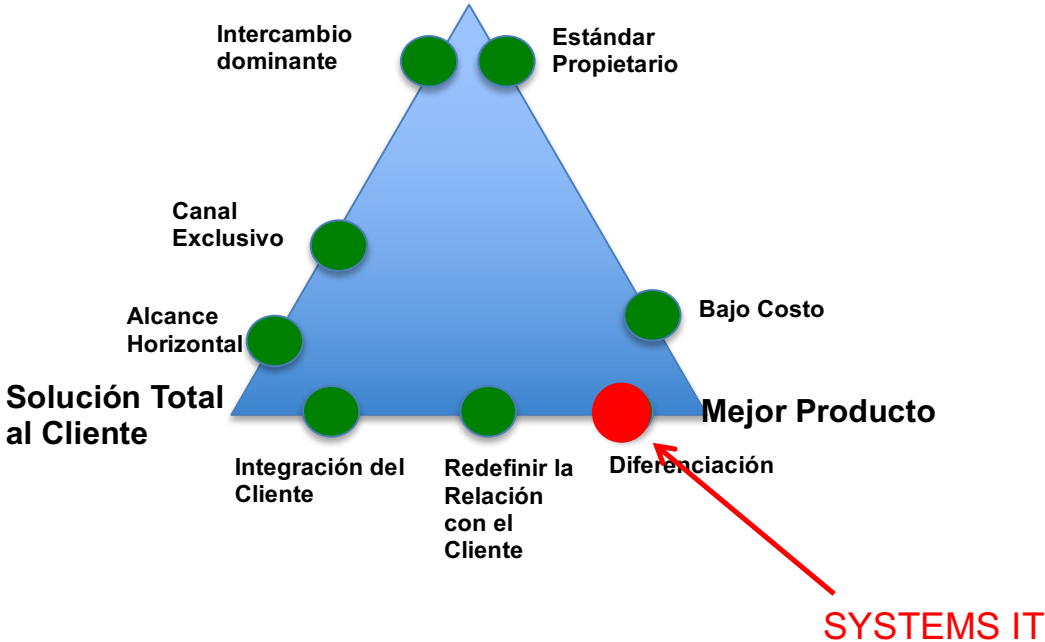 Intercambio
dominante
Estándar
Propietario
Canal
Exclusivo
Alcance
Horizontal
Bajo Costo
Solución Total
al Cliente
Mejor Producto
Integración del
Cliente
Redefinir la
Relación
con el
Cliente
Diferenciación
SYSTEMS IT